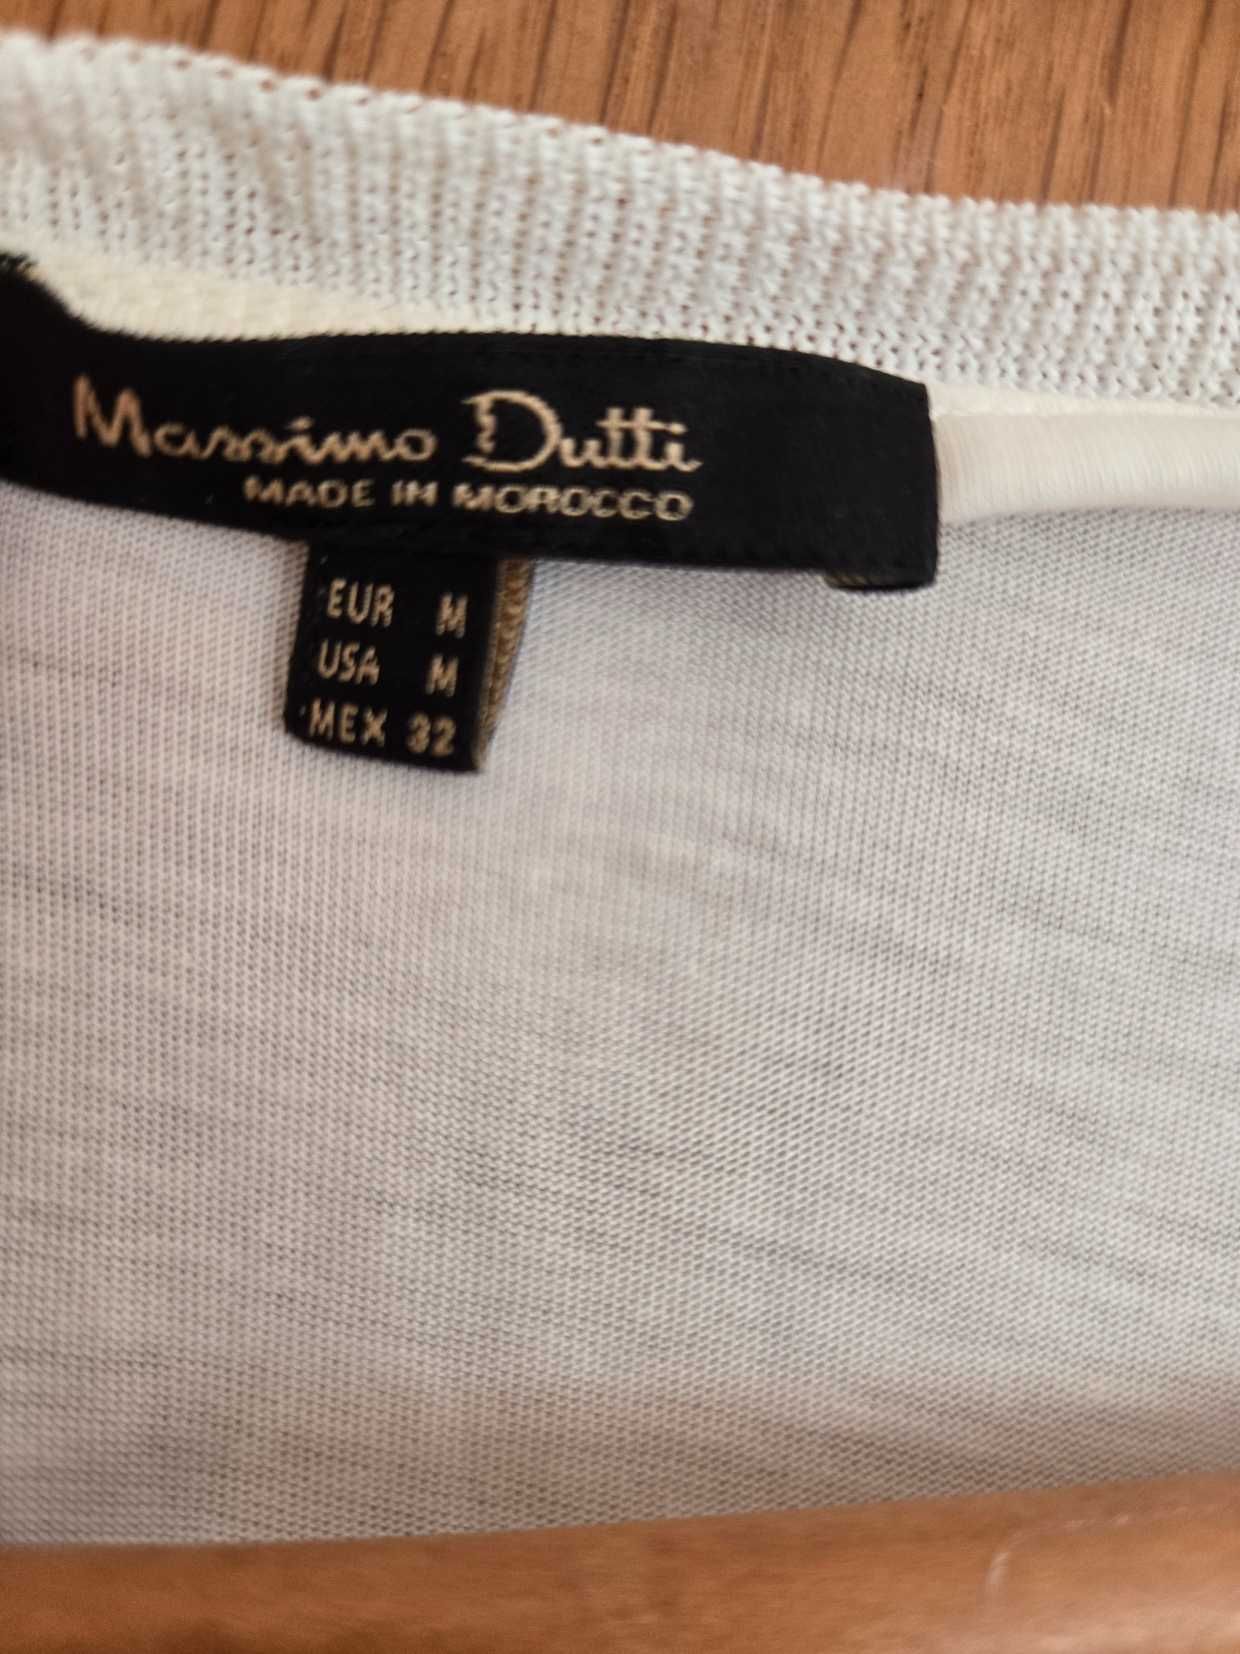 Massimo Dutti
MADE IN MOROCCO
EUR M
USA M
MEX 32